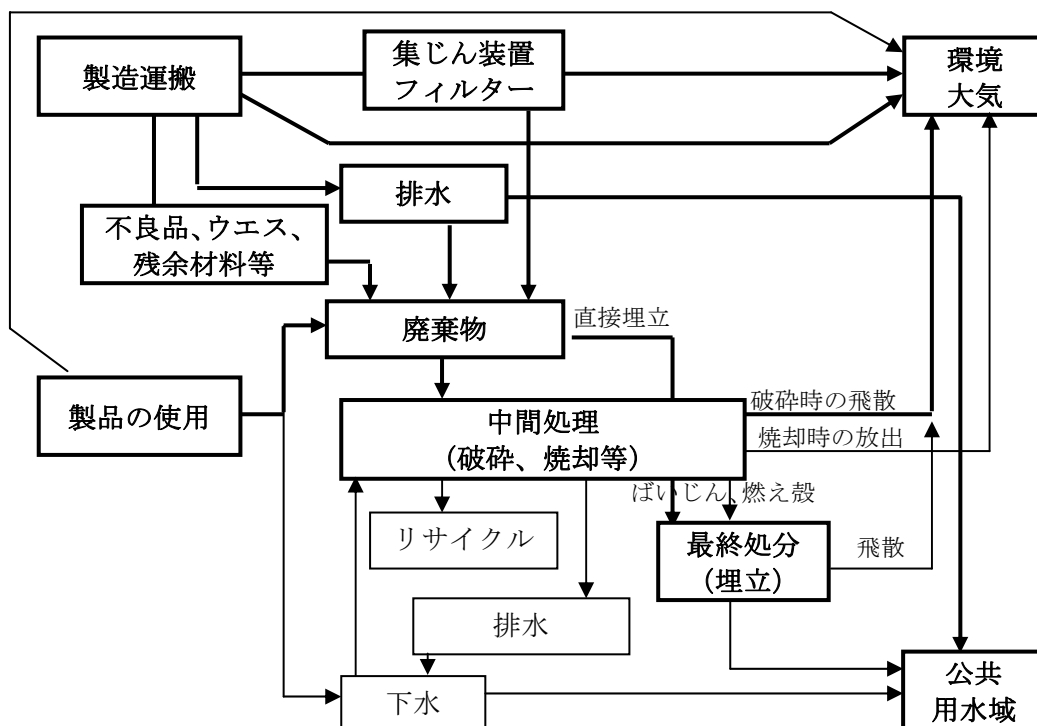 製造運搬
集じん装置
フィルター
環境
大気
排水
不良品、ウエス、
残余材料等
廃棄物
直接埋立
製品の使用
中間処理
(破砕、焼却等)
破砕時の飛散
焼却時の放出
ばいじん、燃え殻
リサイクル
最終処分
(埋立)
飛散
排水
下水
公共
用水域